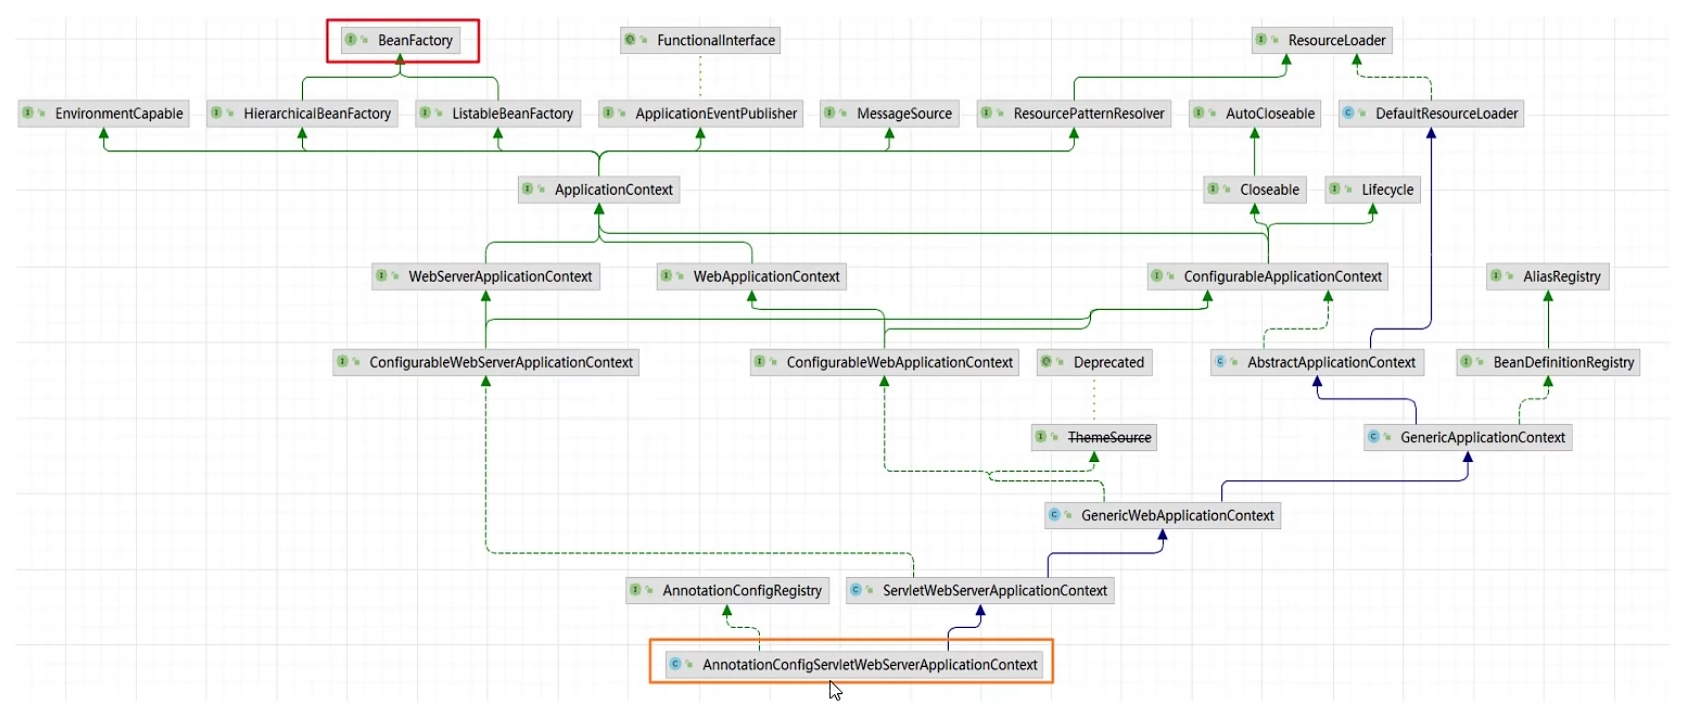 BeanFactory
FunctionalInterface
ResourceLoader
EnvironmentCapable
HierarchicalBeanFactory
ListableBeanFactory
ApplicationEventPublisher
MessageSource
ResourcePatternResolver
AutoCloseable
DefaultResourceLoader
ApplicationContext
Closeable
Lifecycle
WebServerApplicationContext
WebApplicationContext
ConfigurableApplicationContext
AliasRegistry
ConfigurableWebServerApplicationContext
ConfigurableWebApplicationContext
Deprecated
AbstractApplicationContext
BeanDefinitionRegistry
ThemeSource
GenericApplicationContext
GenericWebApplicationContext
AnnotationConfigRegistry
ServletWebServerApplicationContext
AnnotationConfigServletWebServerApplicationContext